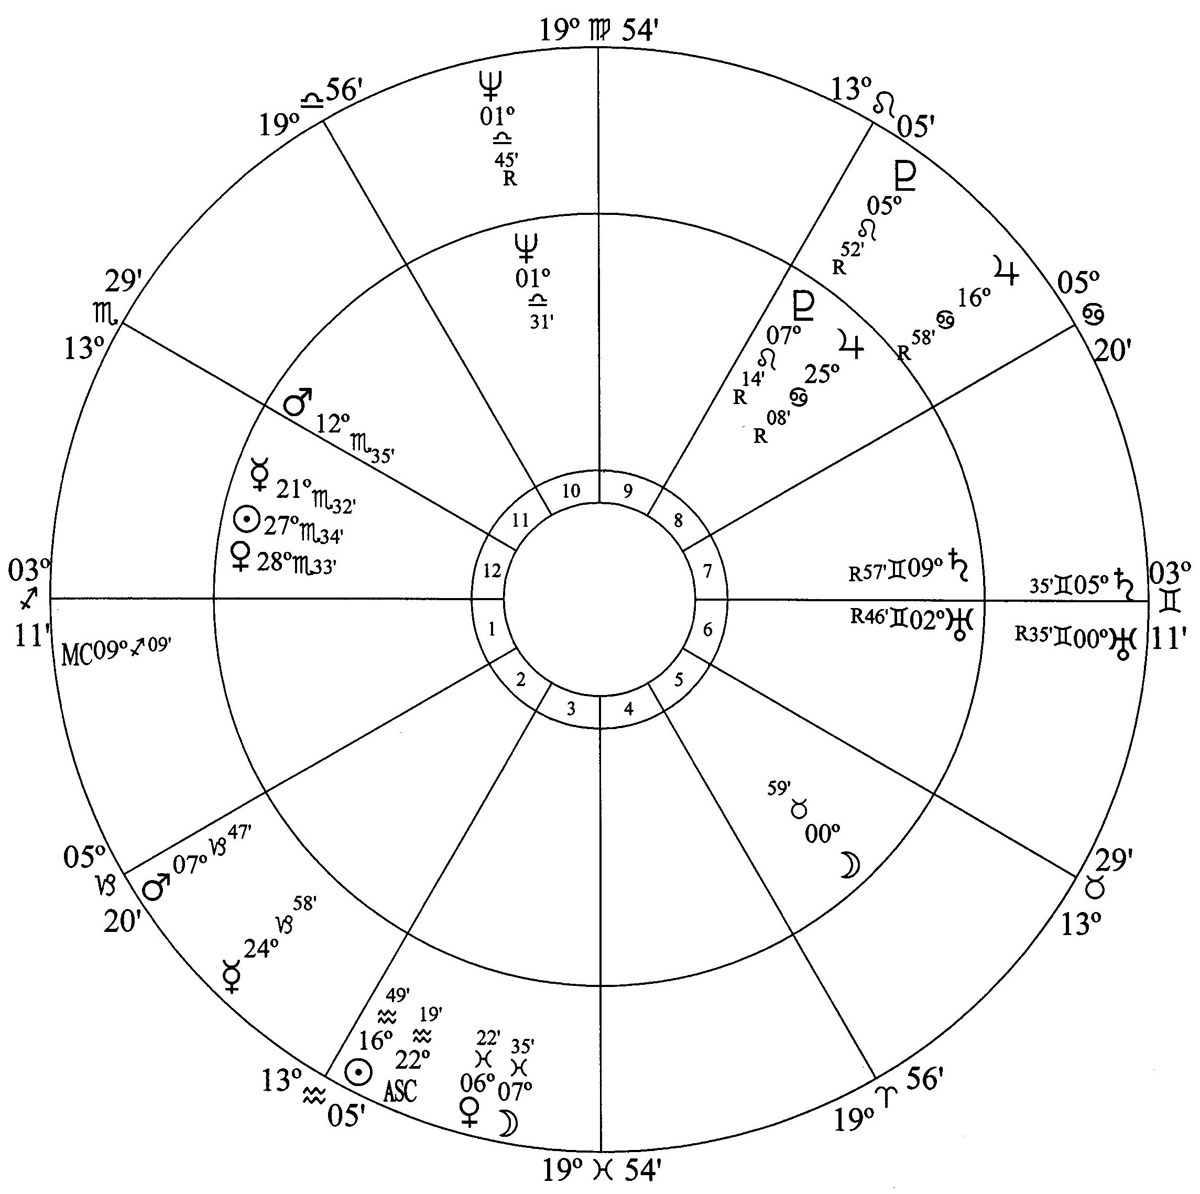 19° ♍ 54'
19° ♎ 56'
13° ♌ 05'
♆
01°
♎
45'
R
♇
05°
♌
52'
R
♆
01°
♎
31'
♃
16°
♋
58'
R
29'
♏
13°
05°
♋
20'
♇
07°
♌
14'
R
♃
25°
♋
08'
R
♂ 12° ♏ 35'
☿ 21° ♏ 32'
☉ 27° ♏ 34'
♀ 28° ♏ 33'
10 9
11 8
12 7
1 6
2 5
3 4
03°
♐
11'
R57' ♊ 09° ♄
35' ♊ 05° ♄
R46' ♊ 02° ♅
R35' ♊ 00° ♅
03°
♊
11'
MC 09° ♐ 09'
59'
♉
00°
☽
05°
♑
20'
♂ 07° ♑ 47'
☿ 24° ♑ 58'
29'
♉
13°
49'
♒
16°
☉
19'
♒
22°
ASC
22'
♓
06°
♀
35'
♓
07°
☽
13° ♒ 05'
19° ♈ 56'
19° ♓ 54'